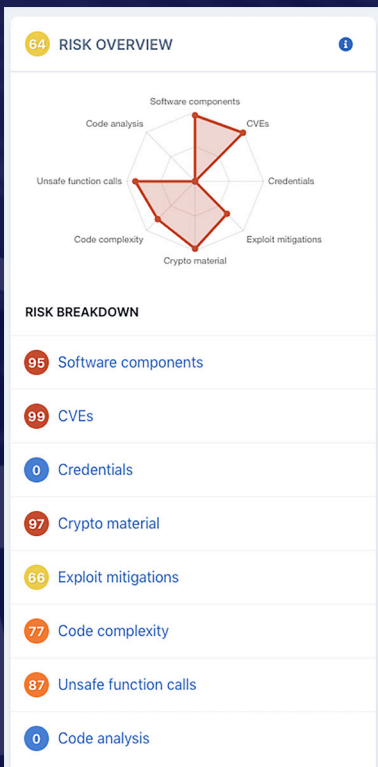 64 RISK OVERVIEW
Software components
Code analysis CVEs
Unsafe function calls Credentials
Code complexity Exploit mitigations
Crypto material
RISK BREAKDOWN
95 Software components
99 CVEs
0 Credentials
97 Crypto material
66 Exploit mitigations
77 Code complexity
87 Unsafe function calls
0 Code analysis